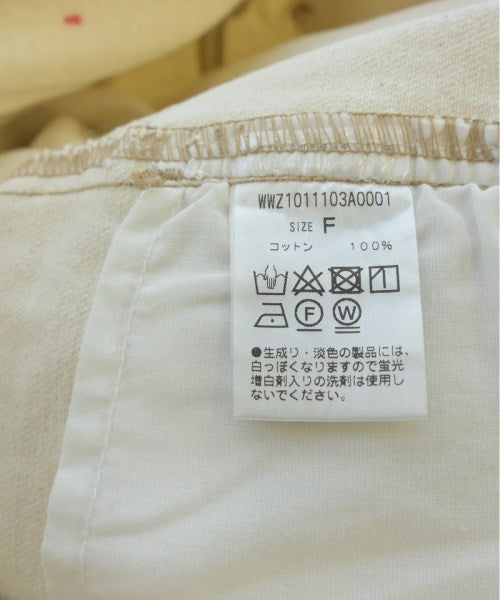 WWZ1011103A0001
SIZE F
コットン 100%
F W
●生成り・淡色の製品には、
白っぽくなりますので蛍光
増白剤入りの洗剤は使用し
ないでください。